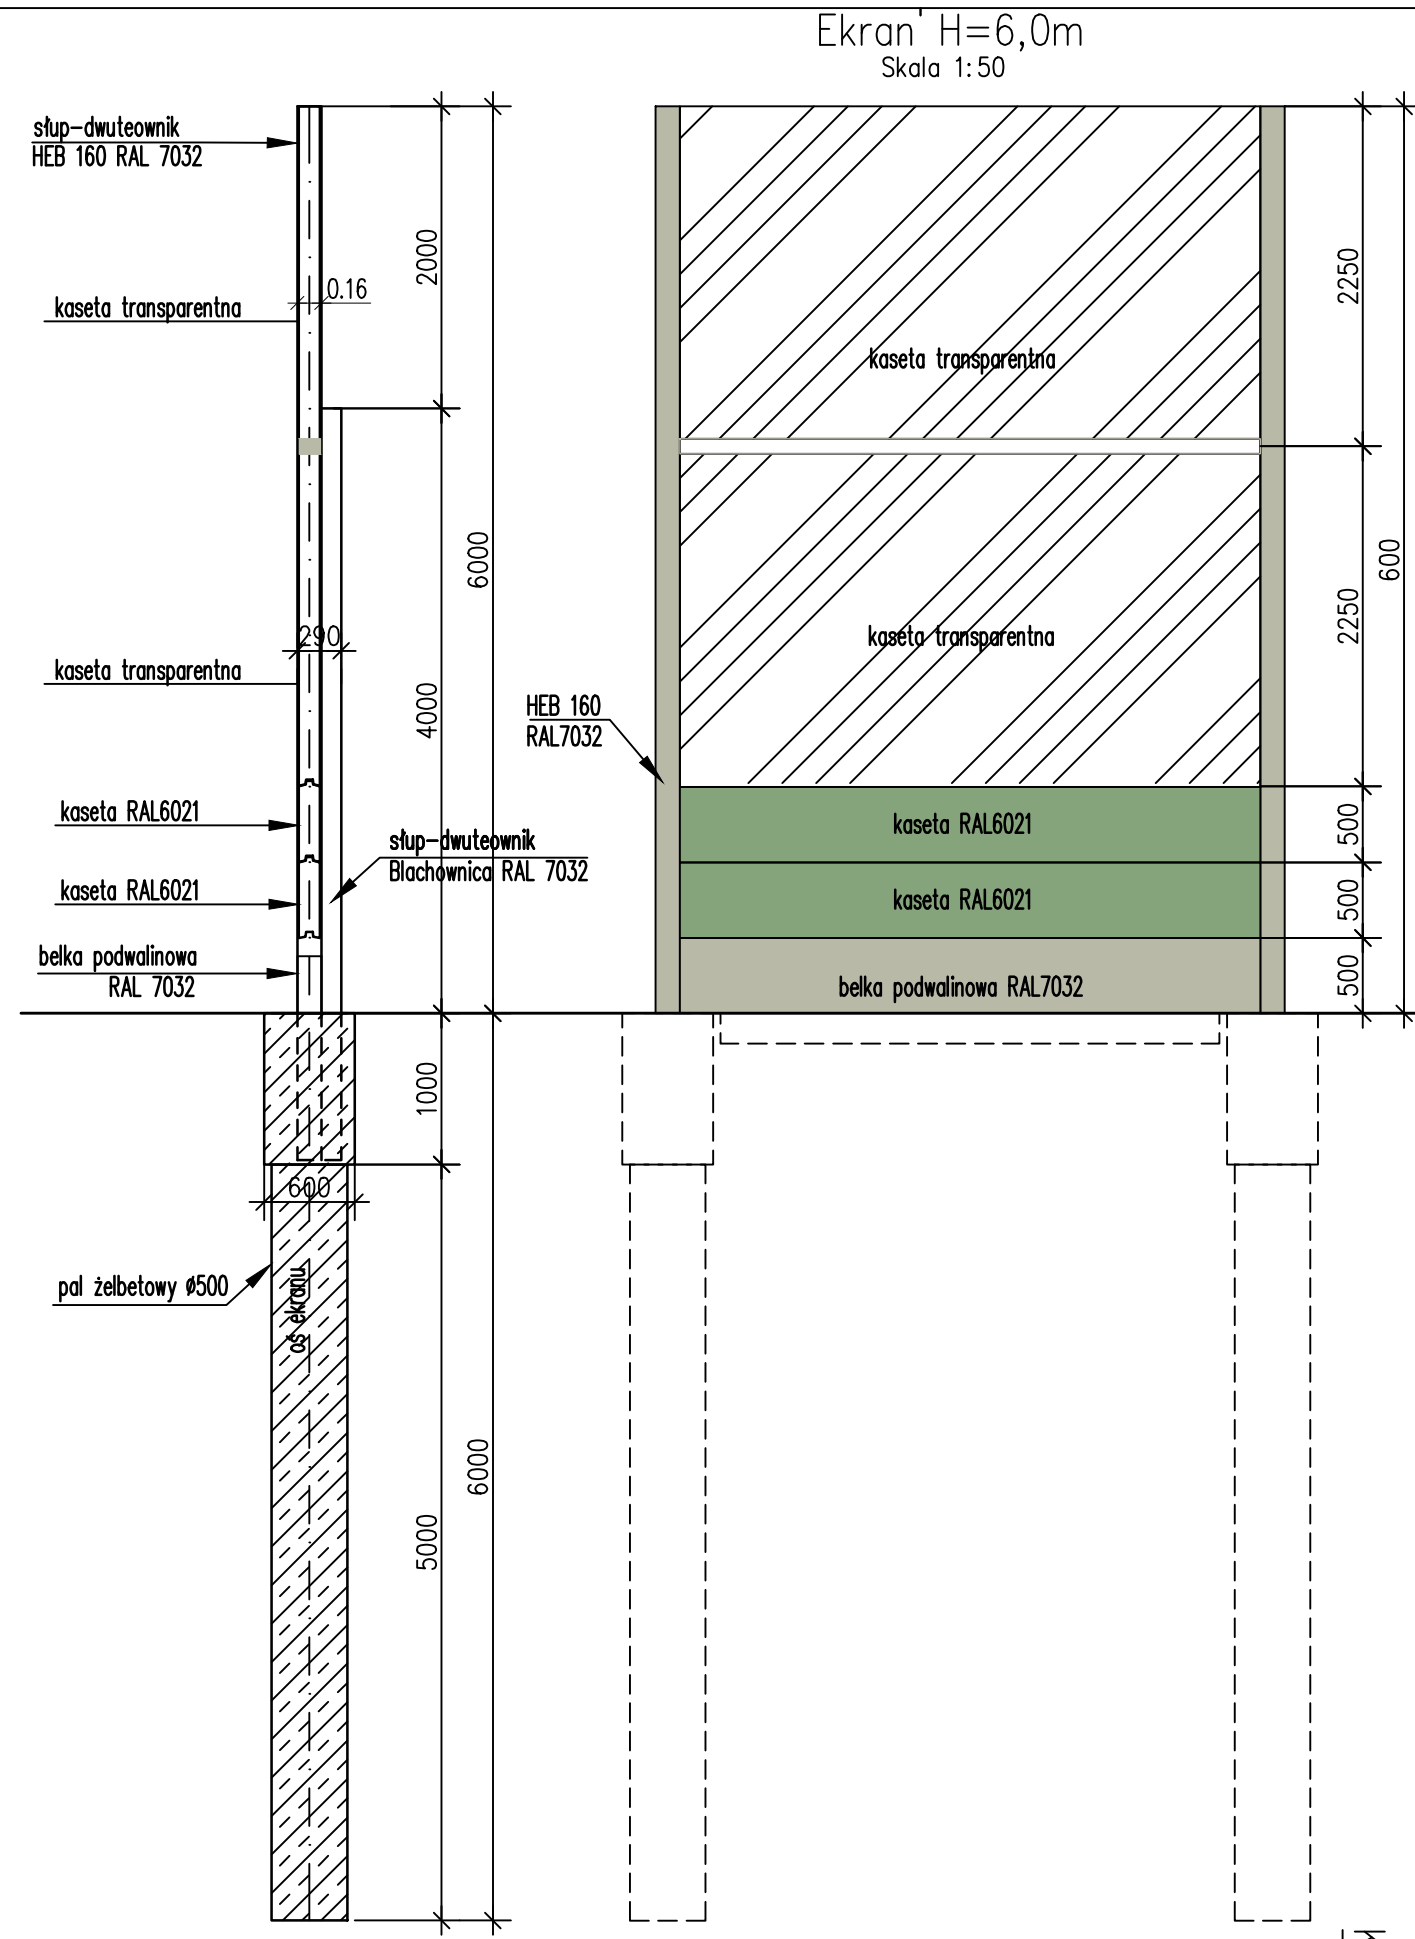 Ekran H=6,0m
Skala 1:50
słup-dwuteownik
HEB 160 RAL 7032
kaseta transparentna
0.16
2000
6000
kaseta transparentna
290
4000
kaseta RAL6021
kaseta RAL6021
słup-dwuteownik
Blachownica RAL 7032
belka podwalinowa
RAL 7032
1000
600
pal żelbetowy Ø500
oś ekranu
5000
6000
kaseta transparentna
kaseta transparentna
HEB 160
RAL7032
kaseta RAL6021
kaseta RAL6021
belka podwalinowa RAL7032
2250
2250
600
500
500
500